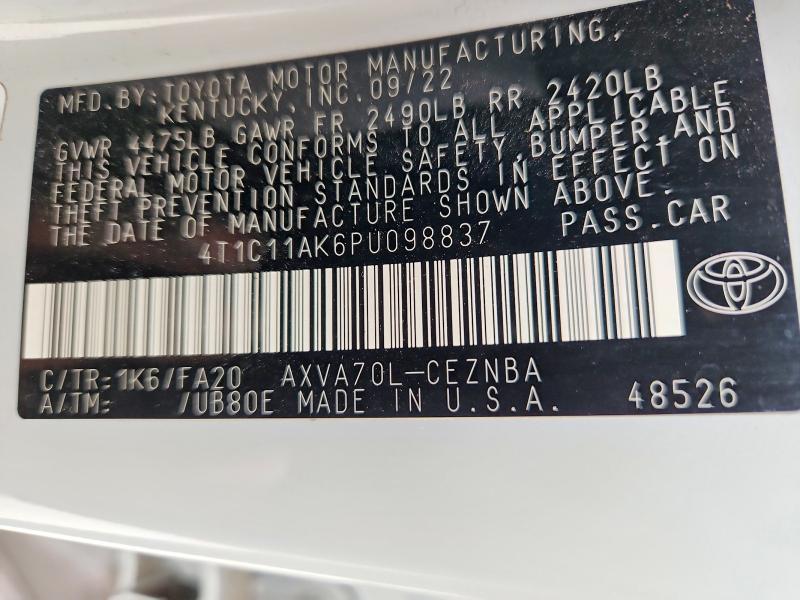 MFD.BY:TOYOTA MOTOR MANUFACTURING,
KENTUCKY, INC. 09/22
GVWR 4475LB GAWR FR 2490LB RR 2420LB
THIS VEHICLE CONFORMS TO ALL APPLICABLE
FEDERAL MOTOR VEHICLE SAFETY, BUMPER, AND
THEFT PREVENTION STANDARDS IN EFFECT ON
THE DATE OF MANUFACTURE SHOWN ABOVE.
4T1C11AK6PU098837 PASS.CAR
C/TR:1K6/FA20 AXVA70L-CEZNBA
A/TM: /UB80E MADE IN U.S.A. 48526